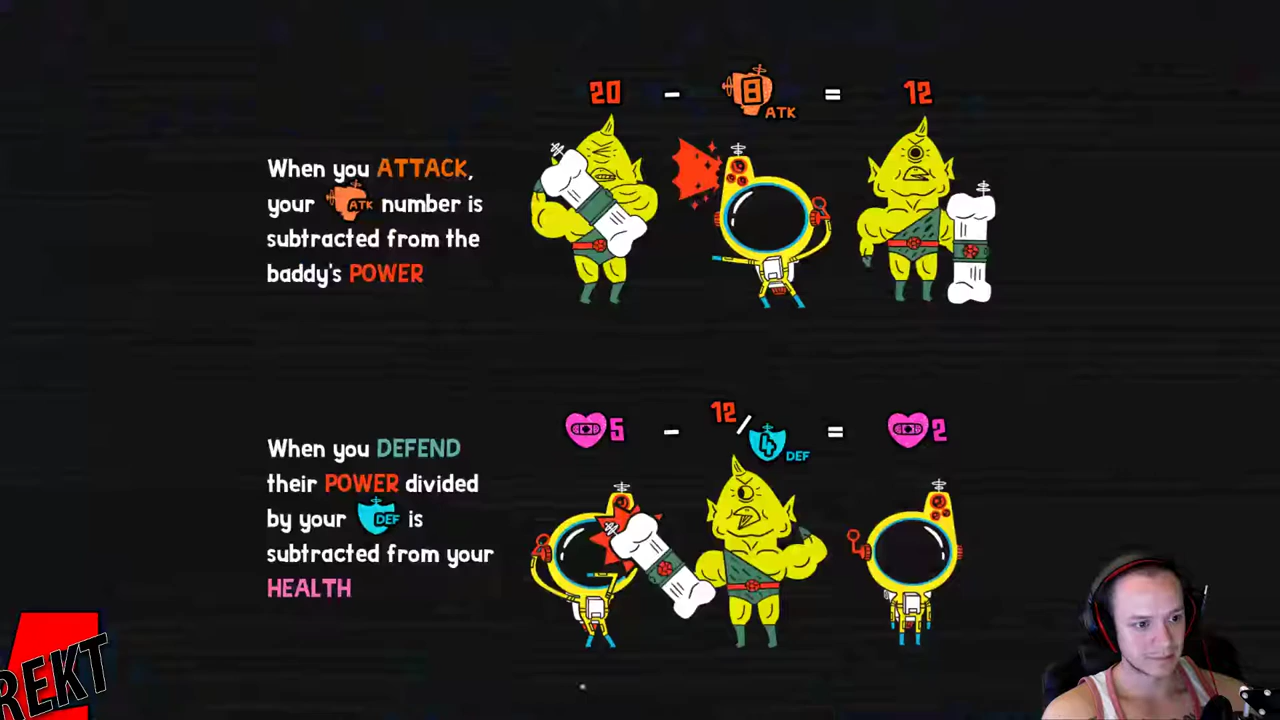 20 - 8 ATK = 12
When you ATTACK,
your ATK number is
subtracted from the
baddy's POWER
5 - 12/4 DEF = 2
When you DEFEND
their POWER divided
by your DEF is
subtracted from your
HEALTH
REKT